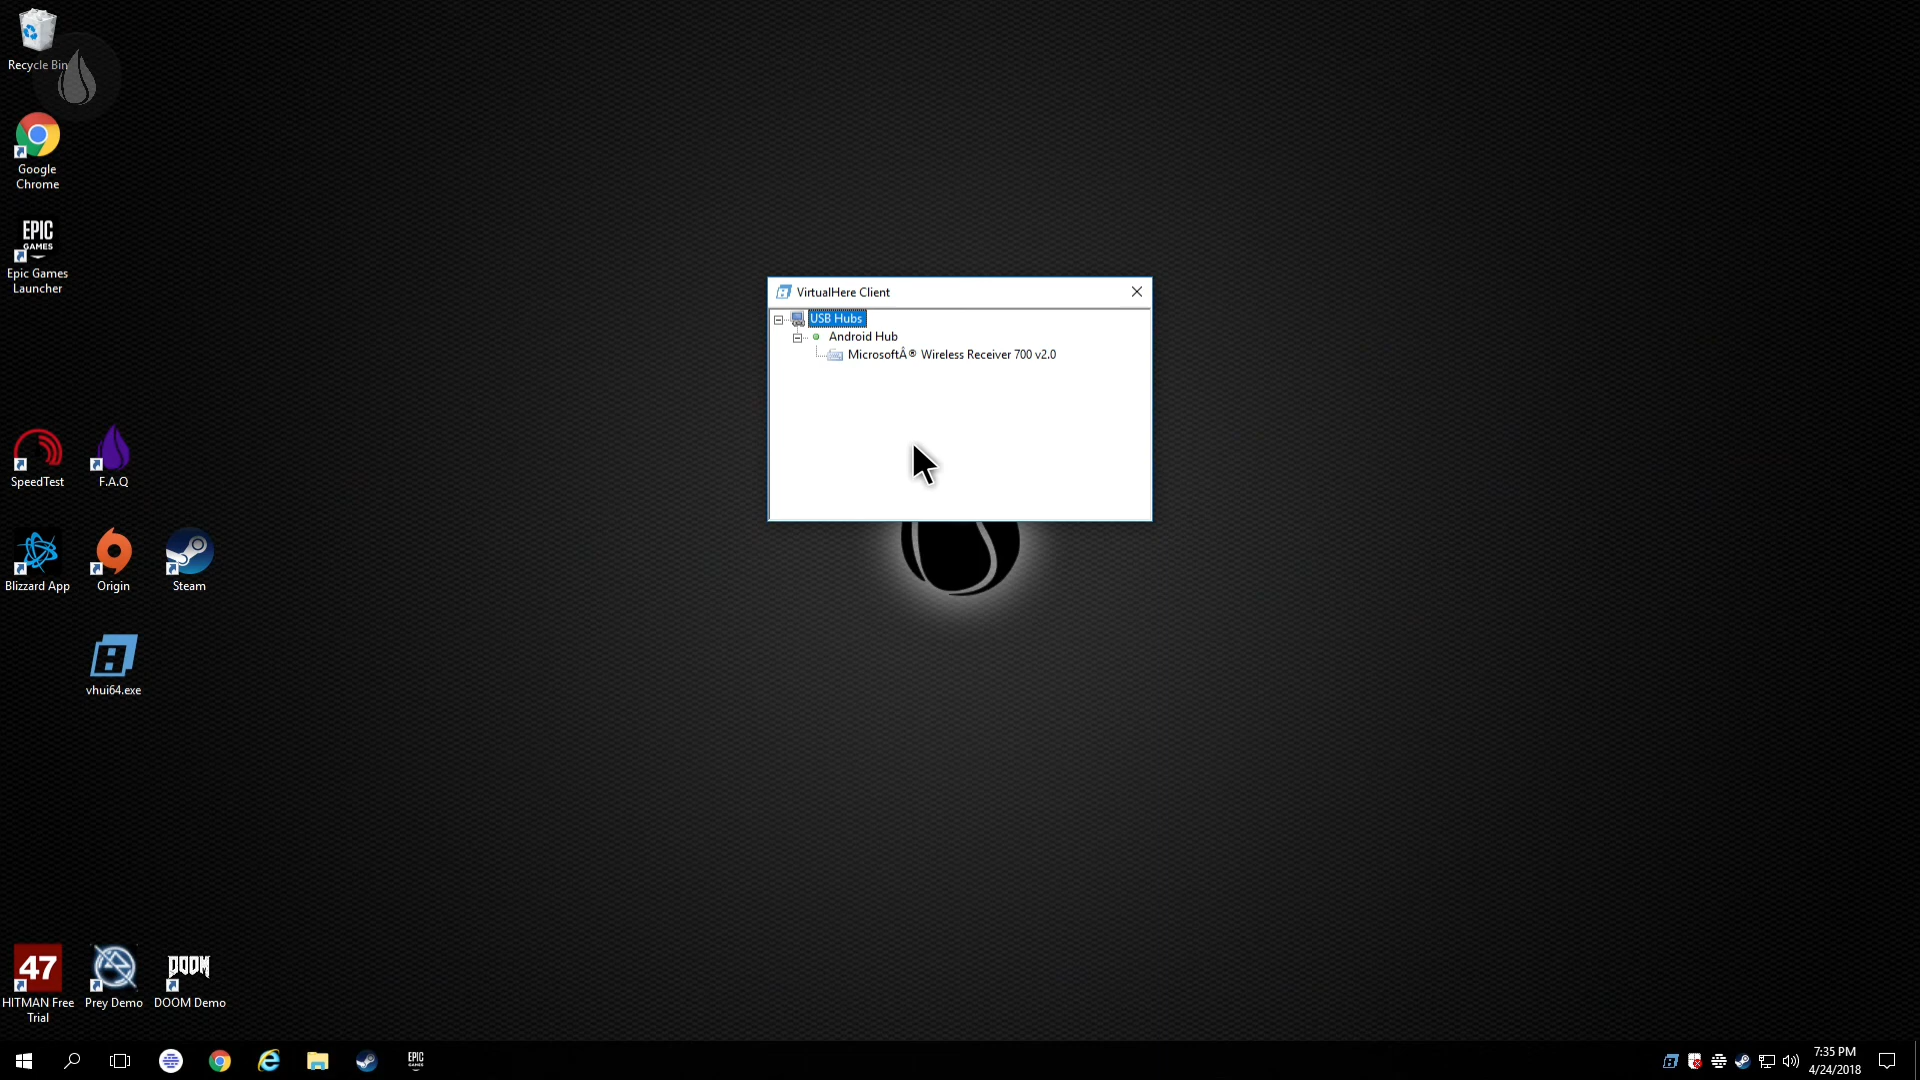 Recycle Bin
Google
Chrome
EPIC
GAMES
Epic Games
Launcher
VirtualHere Client
USB Hubs
Android Hub
MicrosoftÂ® Wireless Receiver 700 v2.0
SpeedTest
F.A.Q
Blizzard App
Origin
Steam
vhui64.exe
47
DOOM
HITMAN Free
Trial
Prey Demo
DOOM Demo
EPIC
GAMES
7:35 PM
4/24/2018